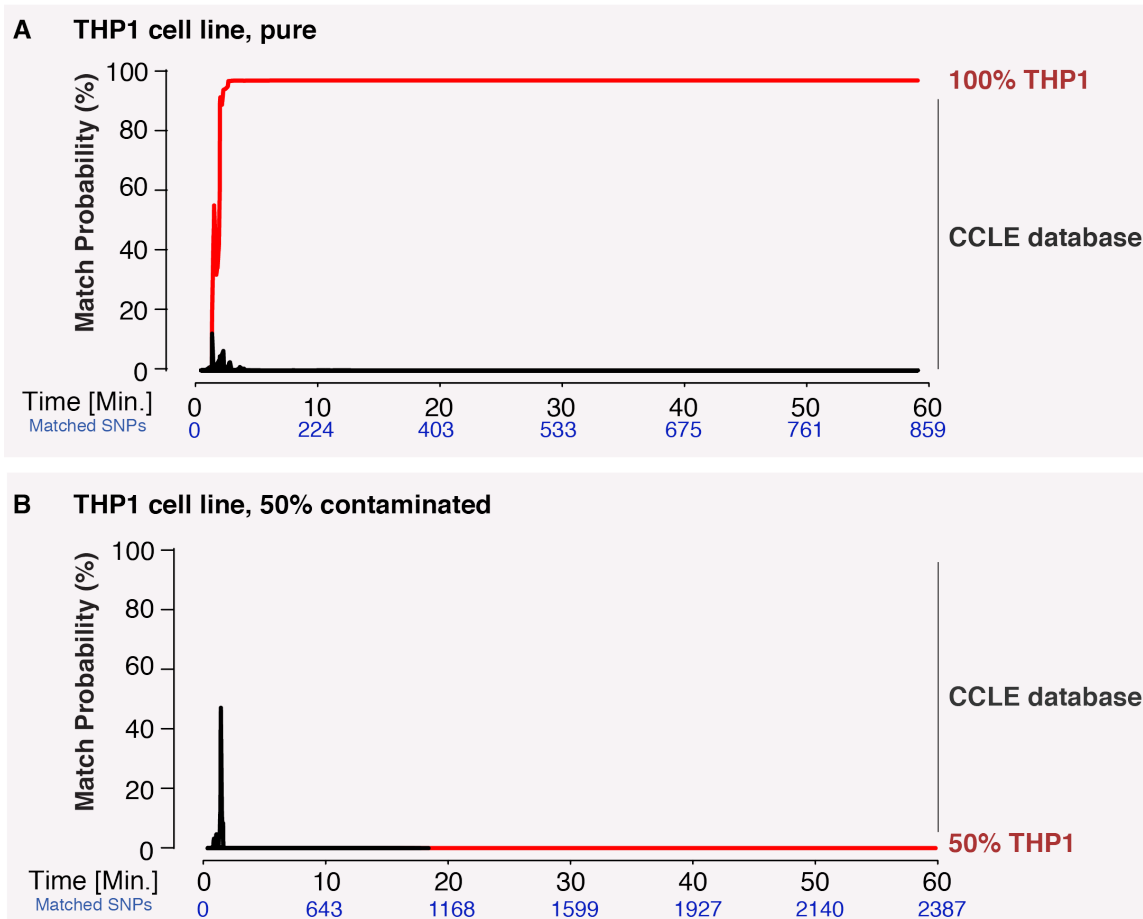 A THP1 cell line, pure
Match Probability (%)
100
80
60
40
20
0
100% THP1
CCLE database
Time [Min.] 0 10 20 30 40 50 60
Matched SNPs 0 224 403 533 675 761 859
B THP1 cell line, 50% contaminated
Match Probability (%)
100
80
60
40
20
0
CCLE database
50% THP1
Time [Min.] 0 10 20 30 40 50 60
Matched SNPs 0 643 1168 1599 1927 2140 2387